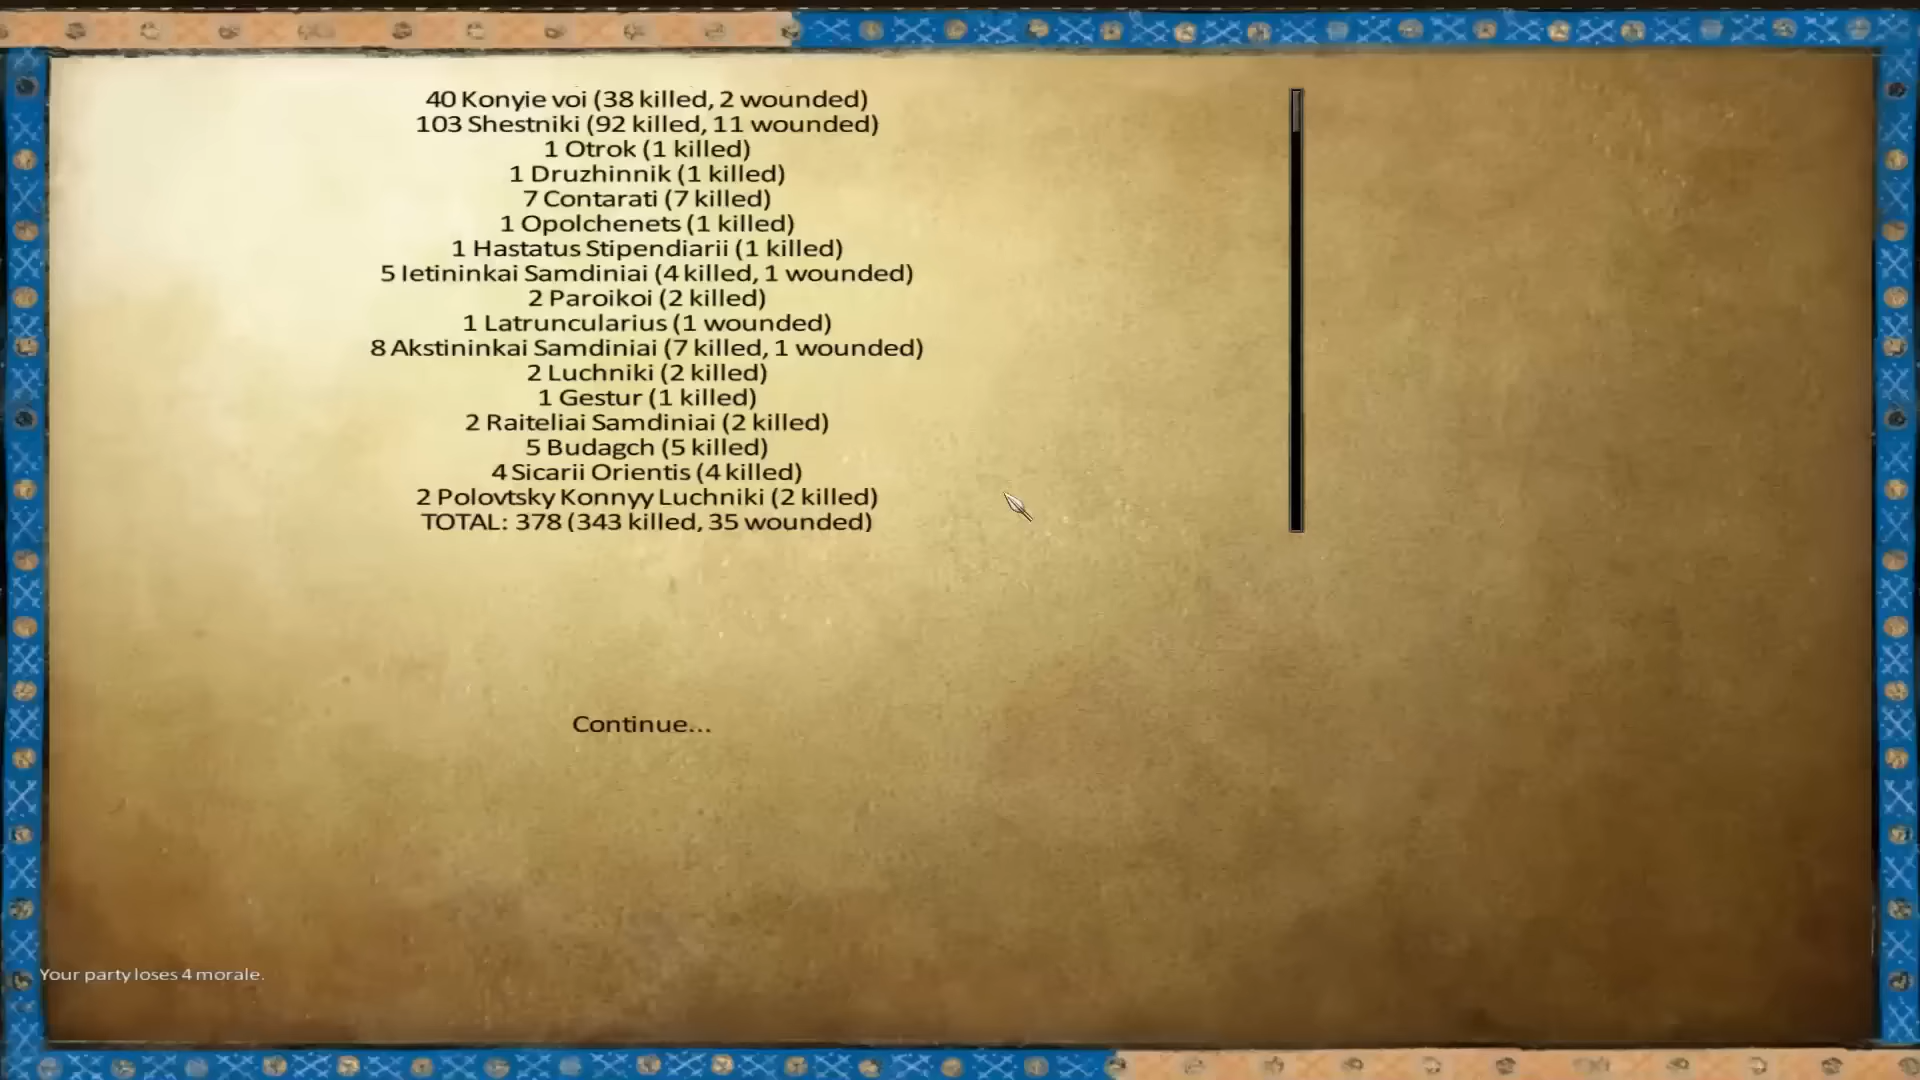 40 Konyie voi (38 killed, 2 wounded)
103 Shestniki (92 killed, 11 wounded)
1 Otrok (1 killed)
1 Druzhinnik (1 killed)
7 Contarati (7 killed)
1 Opolchenets (1 killed)
1 Hastatus Stipendiarii (1 killed)
5 Ietininkai Samdiniai (4 killed, 1 wounded)
2 Paroikoi (2 killed)
1 Latruncularius (1 wounded)
8 Akstininkai Samdiniai (7 killed, 1 wounded)
2 Luchniki (2 killed)
1 Gestur (1 killed)
2 Raiteliai Samdiniai (2 killed)
5 Budagch (5 killed)
4 Sicarii Orientis (4 killed)
2 Polovtsky Konnyy Luchniki (2 killed)
TOTAL: 378 (343 killed, 35 wounded)
Continue...
Your party loses 4 morale.